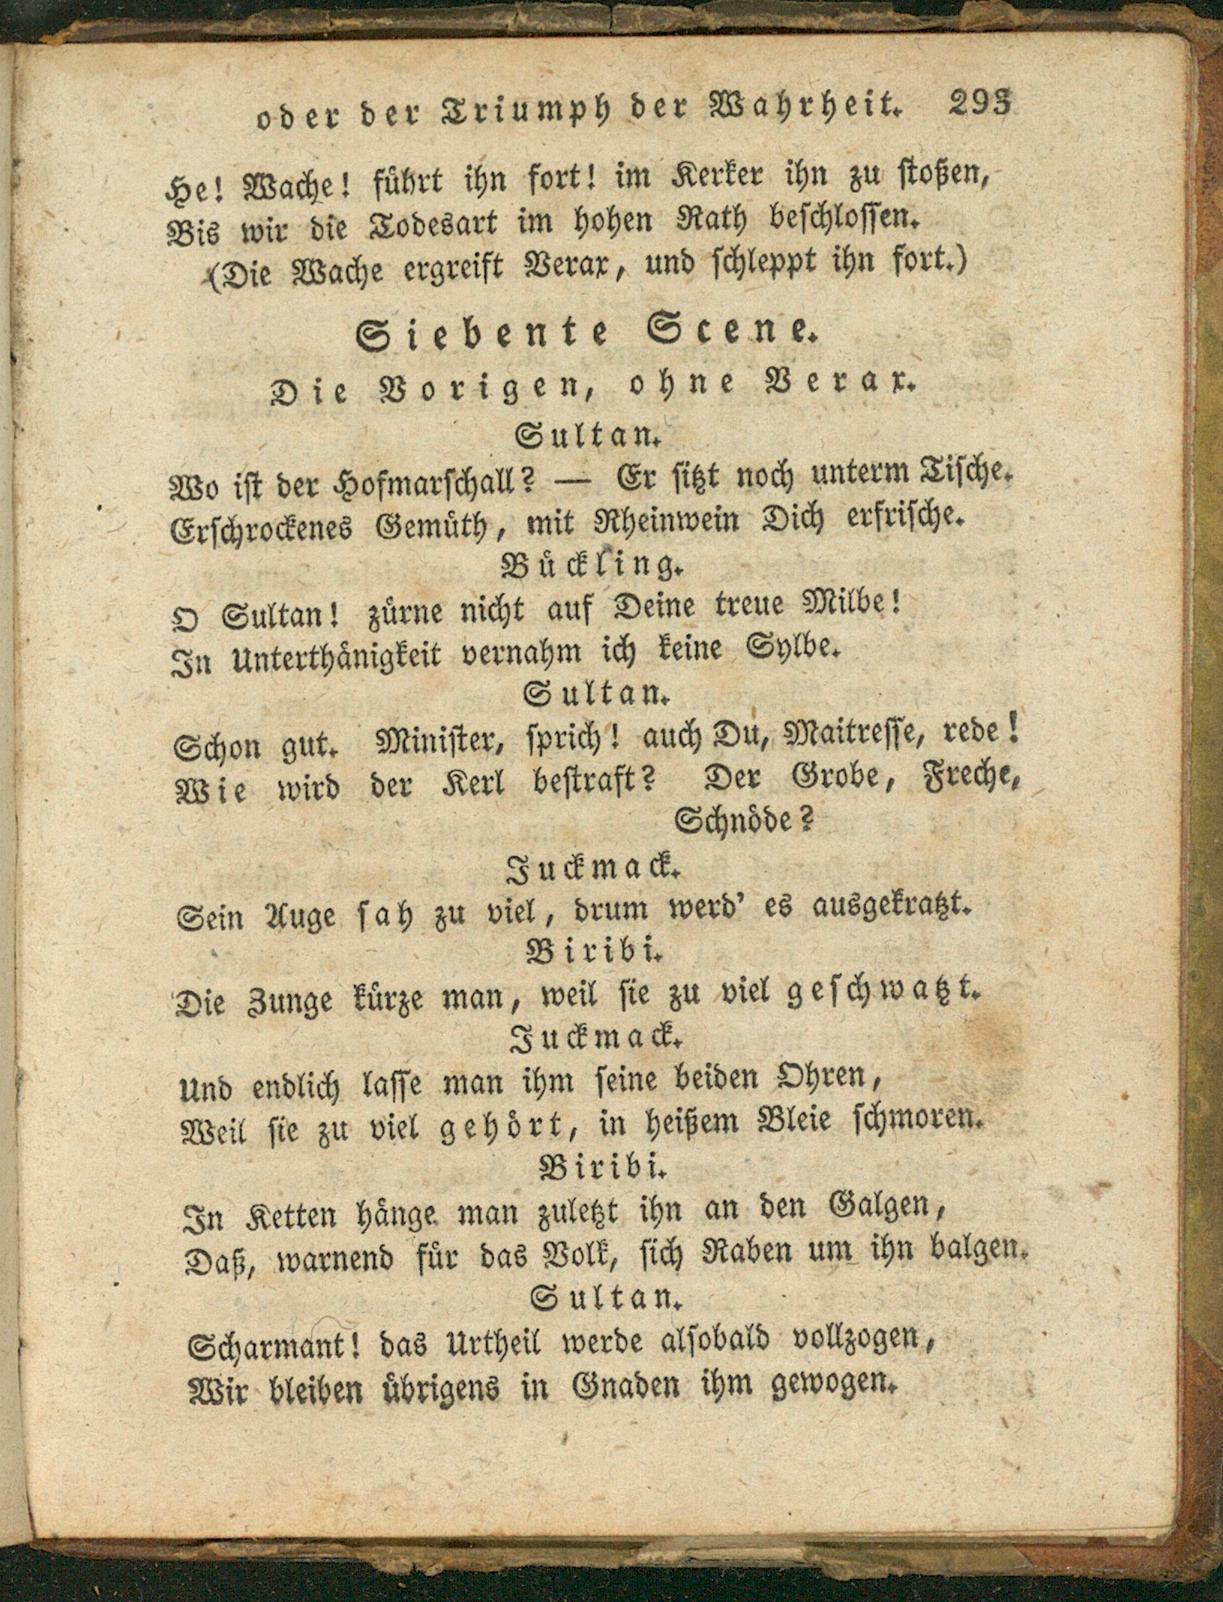 oder der Triumph der Wahrheit. 293
He! Wache! führt ihn fort! im Kerker ihn zu stoßen,
Bis wir die Todesart im hohen Rath beschlossen.
(Die Wache ergreift Verax, und schleppt ihn fort.)
Siebente Scene.
Die Vorigen, ohne Verax.
Sultan.
Wo ist der Hofmarschall? — Er sitzt noch unterm Tische.
Erschrockenes Gemüth, mit Rheinwein Dich erfrische.
Bückling.
O Sultan! zürne nicht auf Deine treue Milbe!
In Unterthänigkeit vernahm ich keine Sylbe.
Sultan.
Schon gut. Minister, sprich! auch Du, Maitresse, rede!
Wie wird der Kerl bestraft? Der Grobe, Freche,
Schnöde?
Juckmack.
Sein Auge sah zu viel, drum werd' es ausgekratzt.
Biribi.
Die Zunge kürze man, weil sie zu viel geschwatzt.
Juckmack.
Und endlich lasse man ihm seine beiden Ohren,
Weil sie zu viel gehört, in heißem Bleie schmoren.
Biribi.
In Ketten hänge man zuletzt ihn an den Galgen,
Daß, warnend für das Volk, sich Raben um ihn balgen.
Sultan.
Scharmant! das Urtheil werde alsobald vollzogen,
Wir bleiben übrigens in Gnaden ihm gewogen.